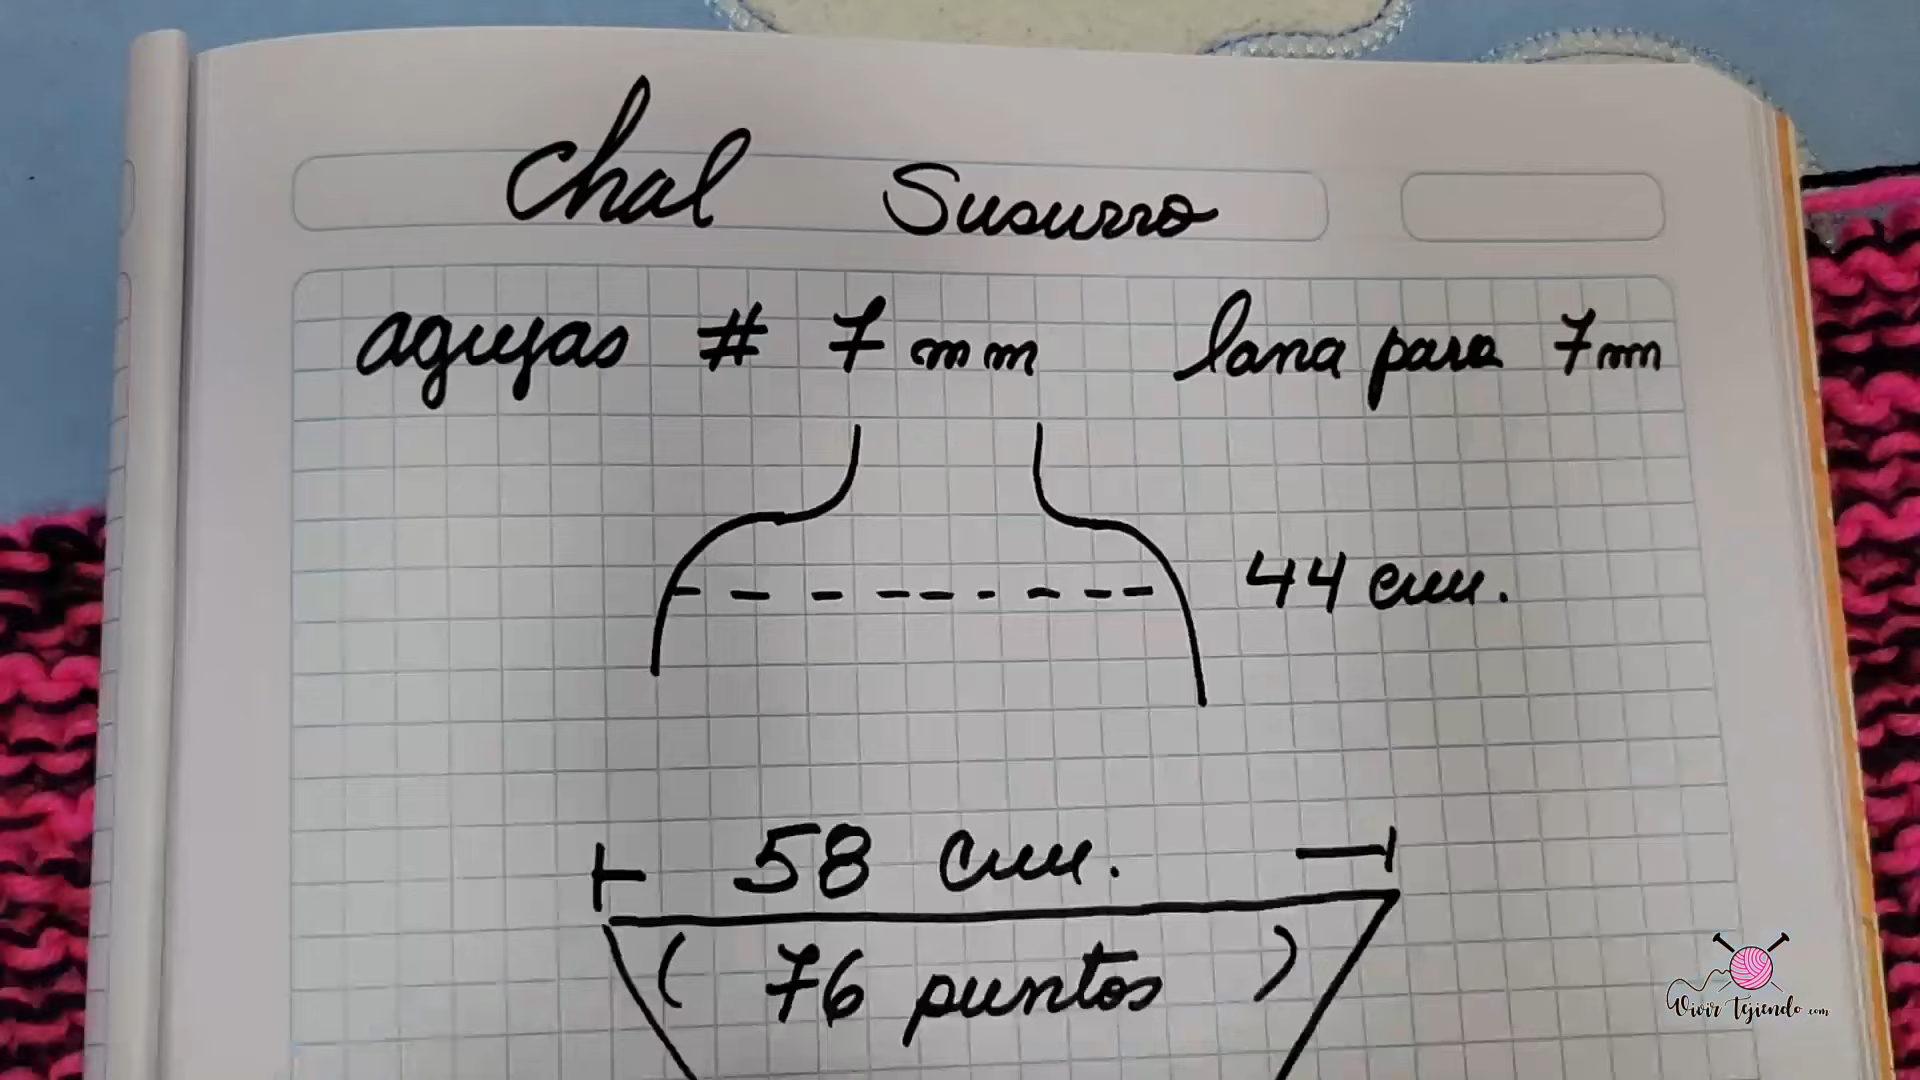 Chal Susurro
agujas # 7 mm lana para 7mm
44 cm.
58 cm.
( 76 puntos )
Vivir Tejiendo.com